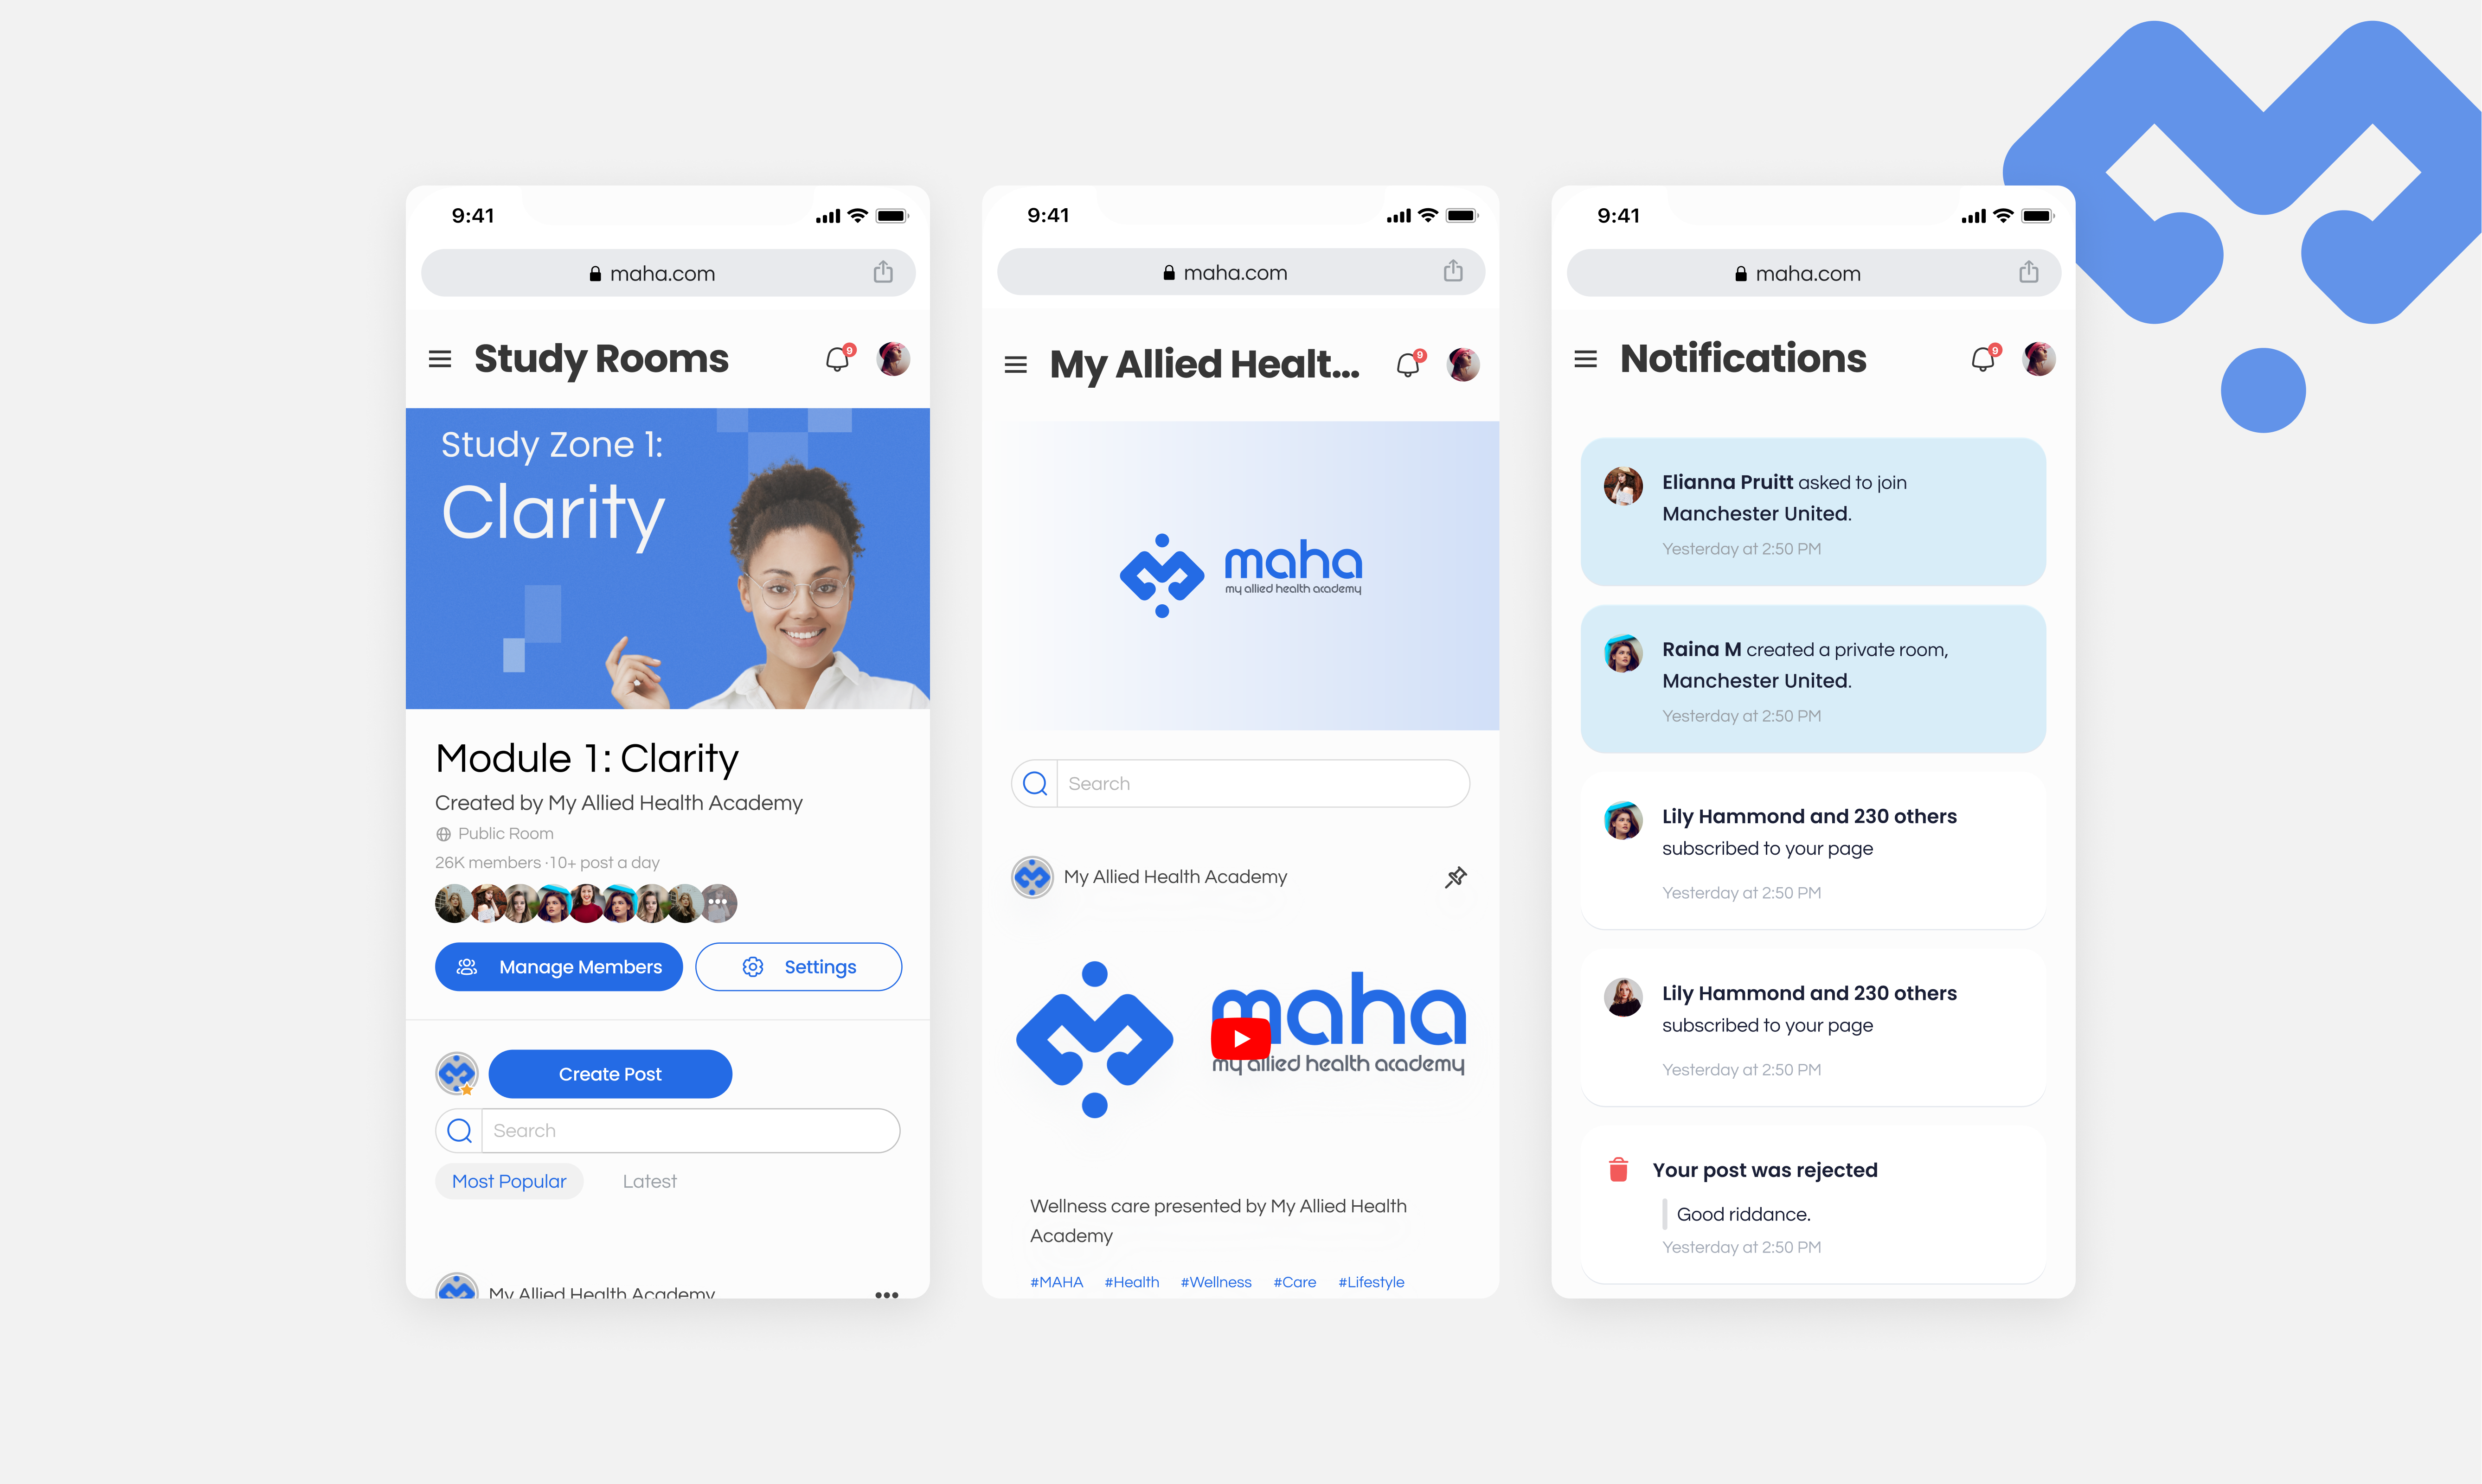 9:41
maha.com
Study Rooms
9
Study Zone 1:
Clarity
Module 1: Clarity
Created by My Allied Health Academy
Public Room
26K members · 10+ post a day
Manage Members
Settings
Create Post
Search
Most Popular
Latest
My Allied Health Academy
9:41
maha.com
My Allied Healt...
9
maha
my allied health academy
Search
My Allied Health Academy
maha
my allied health academy
Wellness care presented by My Allied Health
Academy
#MAHA #Health #Wellness #Care #Lifestyle
9:41
maha.com
Notifications
9
Elianna Pruitt asked to join
Manchester United.
Yesterday at 2:50 PM
Raina M created a private room,
Manchester United.
Yesterday at 2:50 PM
Lily Hammond and 230 others
subscribed to your page
Yesterday at 2:50 PM
Lily Hammond and 230 others
subscribed to your page
Yesterday at 2:50 PM
Your post was rejected
Good riddance.
Yesterday at 2:50 PM